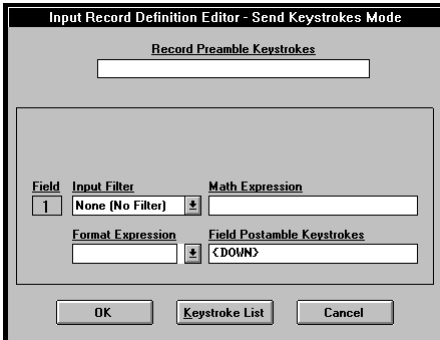 Input Record Definition Editor - Send Keystrokes Mode
Record Preamble Keystrokes
Field Input Filter Math Expression
1 None (No Filter)
Format Expression Field Postamble Keystrokes
{DOWN}
OK Keystroke List Cancel